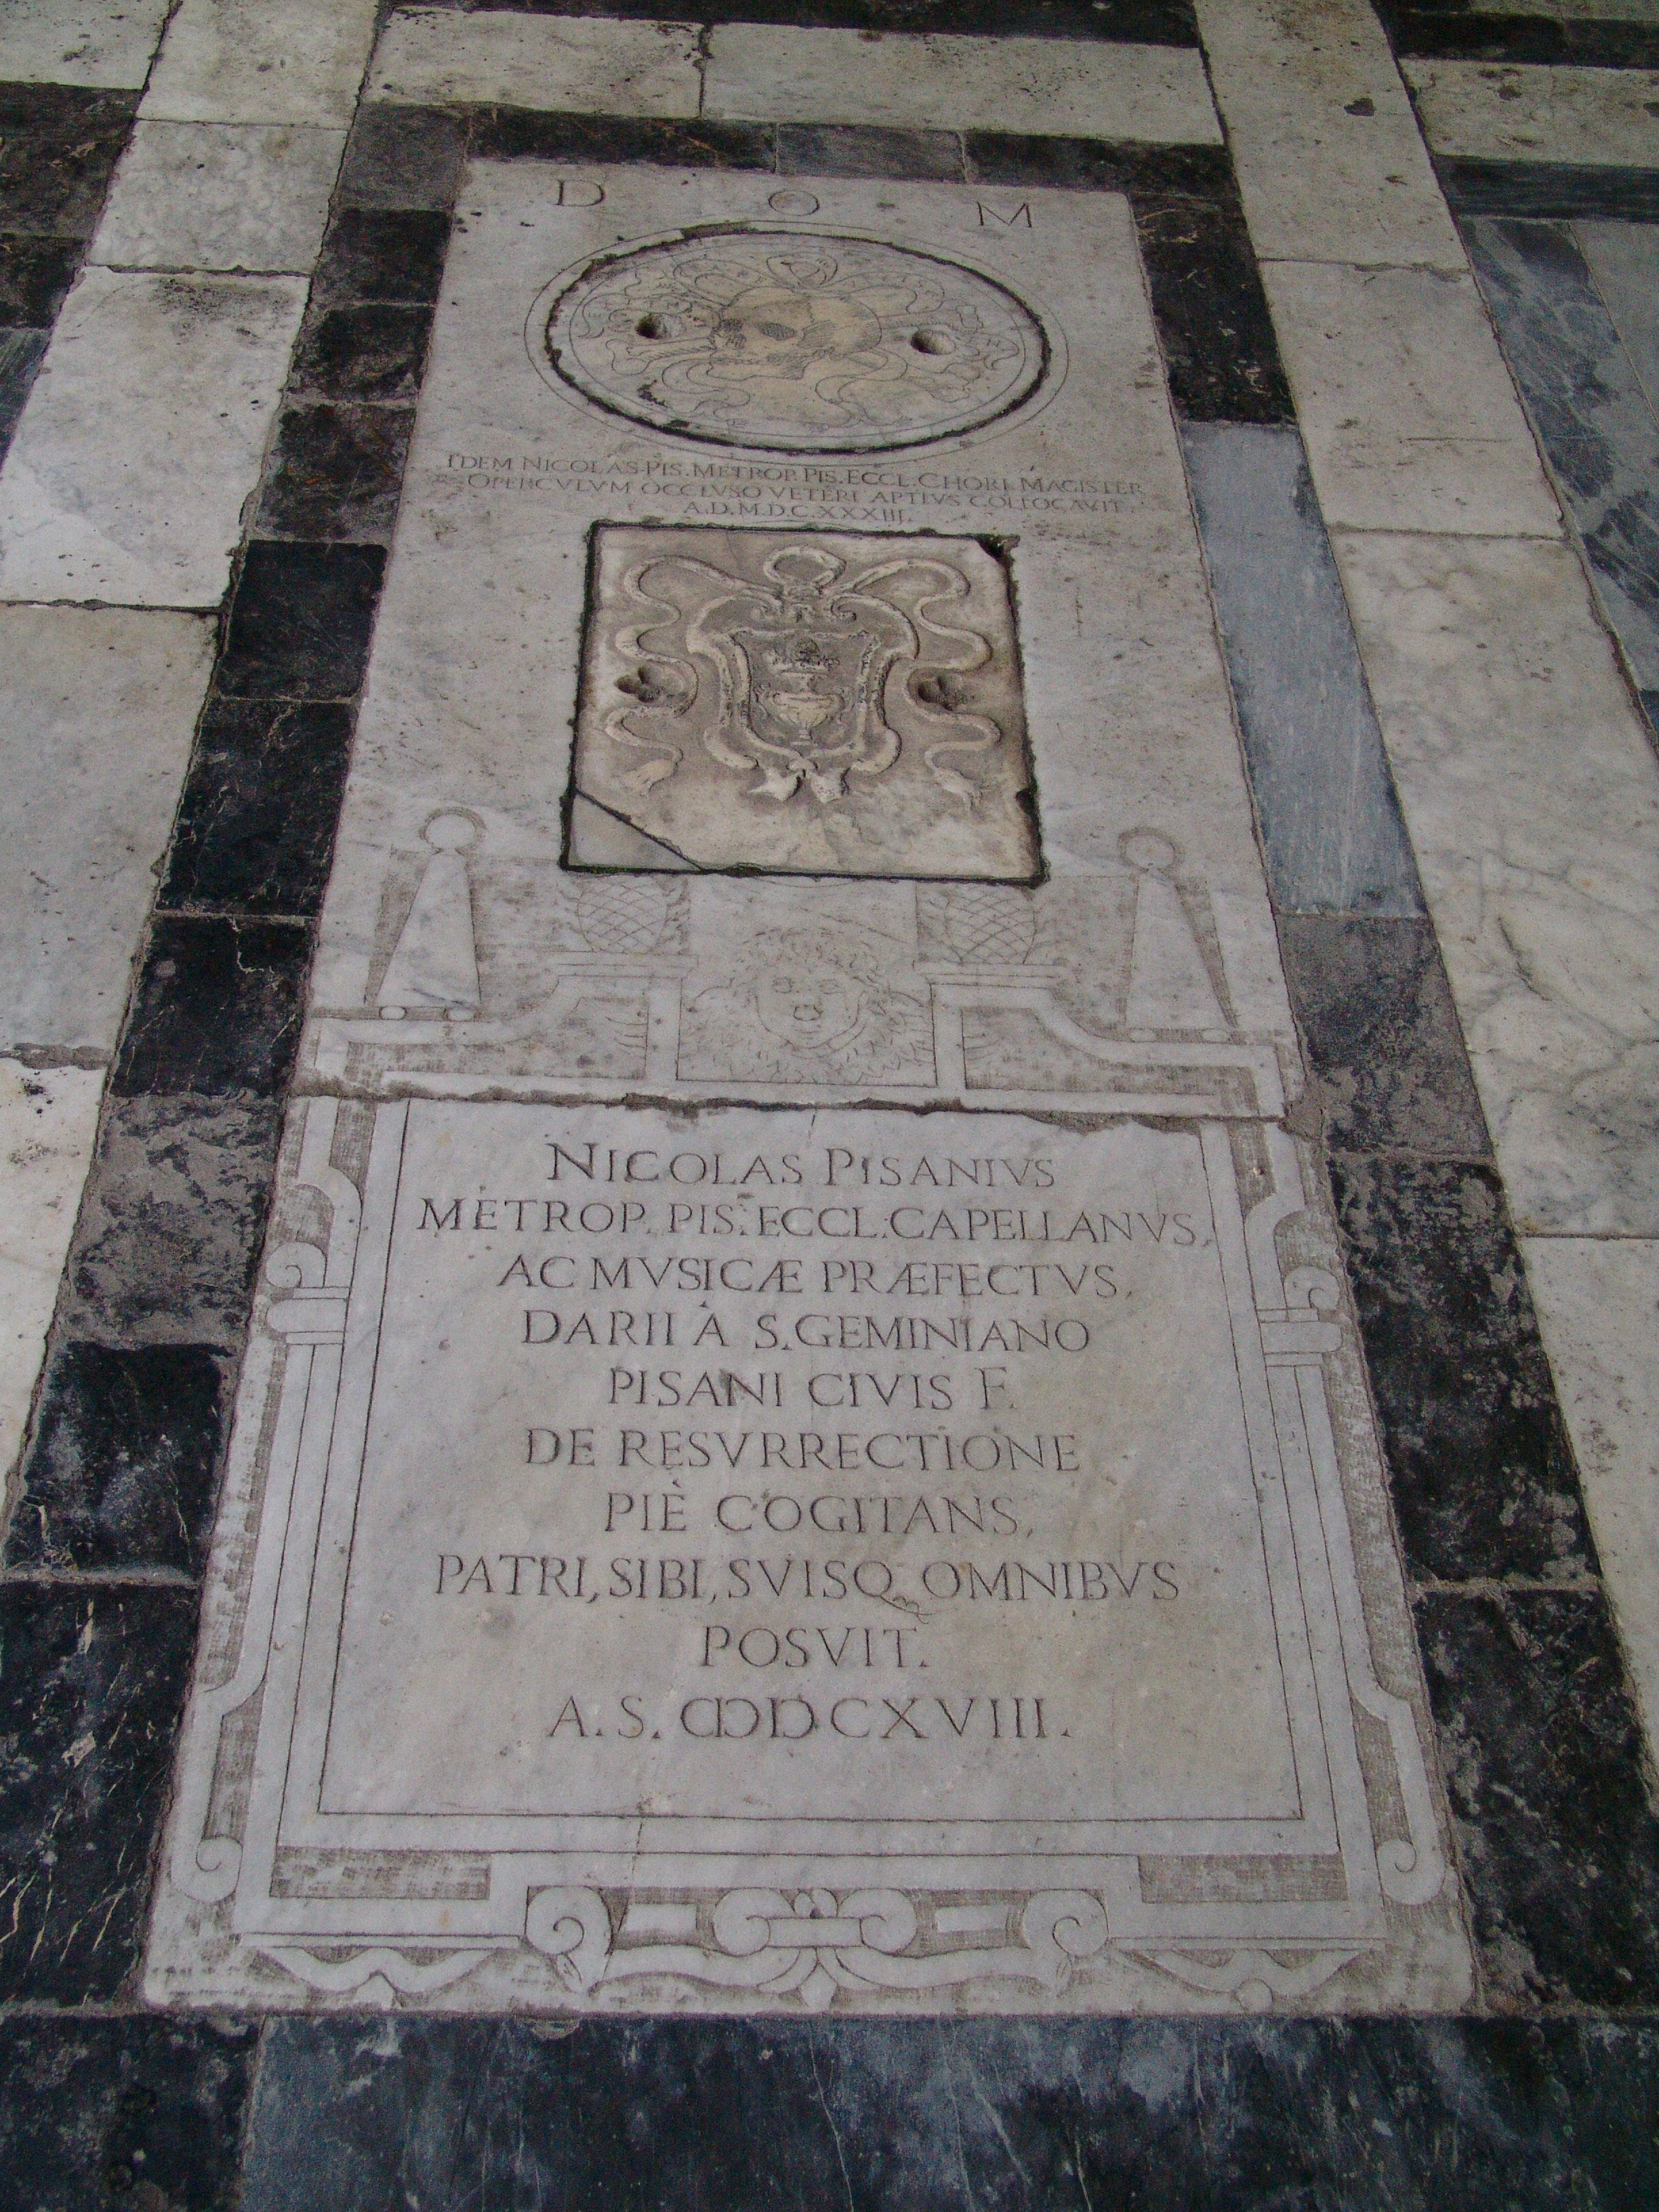 D O M
IDEM NICOLAS PIS. METROP. PIS. ECCL. CHORI MAGISTER
OPERCVLVM OCCLVSO VETERI APTIVS COLLOCAVIT.
A.D.M.D.C.XXXIII.
NICOLAS PISANIVS
METROP. PIS. ECCL. CAPELLANVS,
AC MVSICÆ PRÆFECTVS,
DARII À S. GEMINIANO
PISANI CIVIS F.
DE RESVRRECTIONE
PIÈ COGITANS,
PATRI, SIBI, SVISQ. OMNIBVS
POSVIT.
A. S. CIƆDCXVIII.